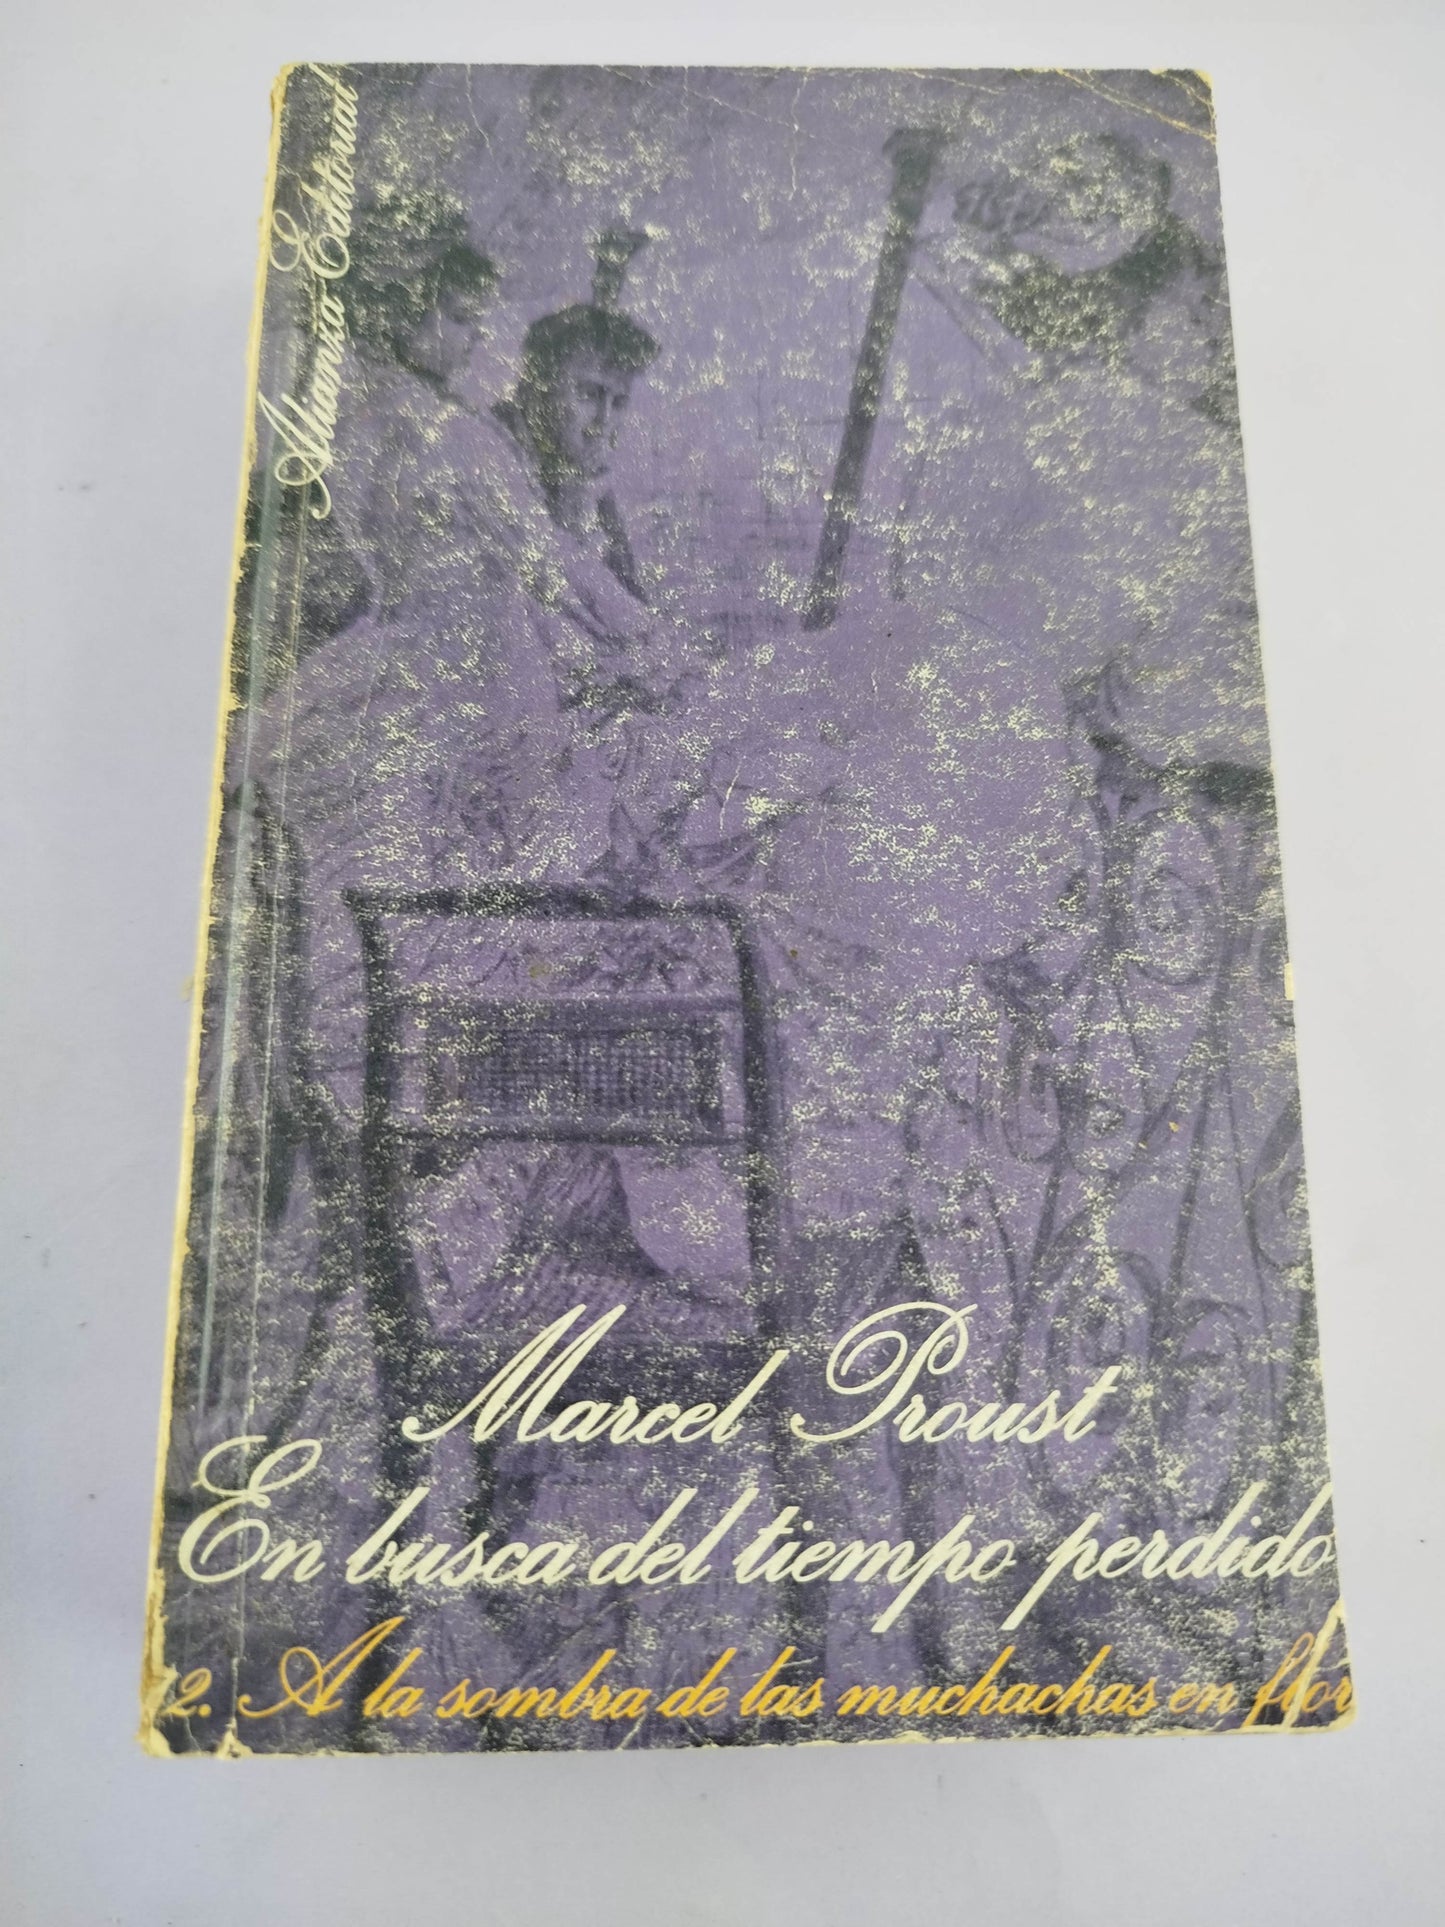 Alianza Editorial
Marcel Proust
En busca del tiempo perdido
2. A la sombra de las muchachas en flor